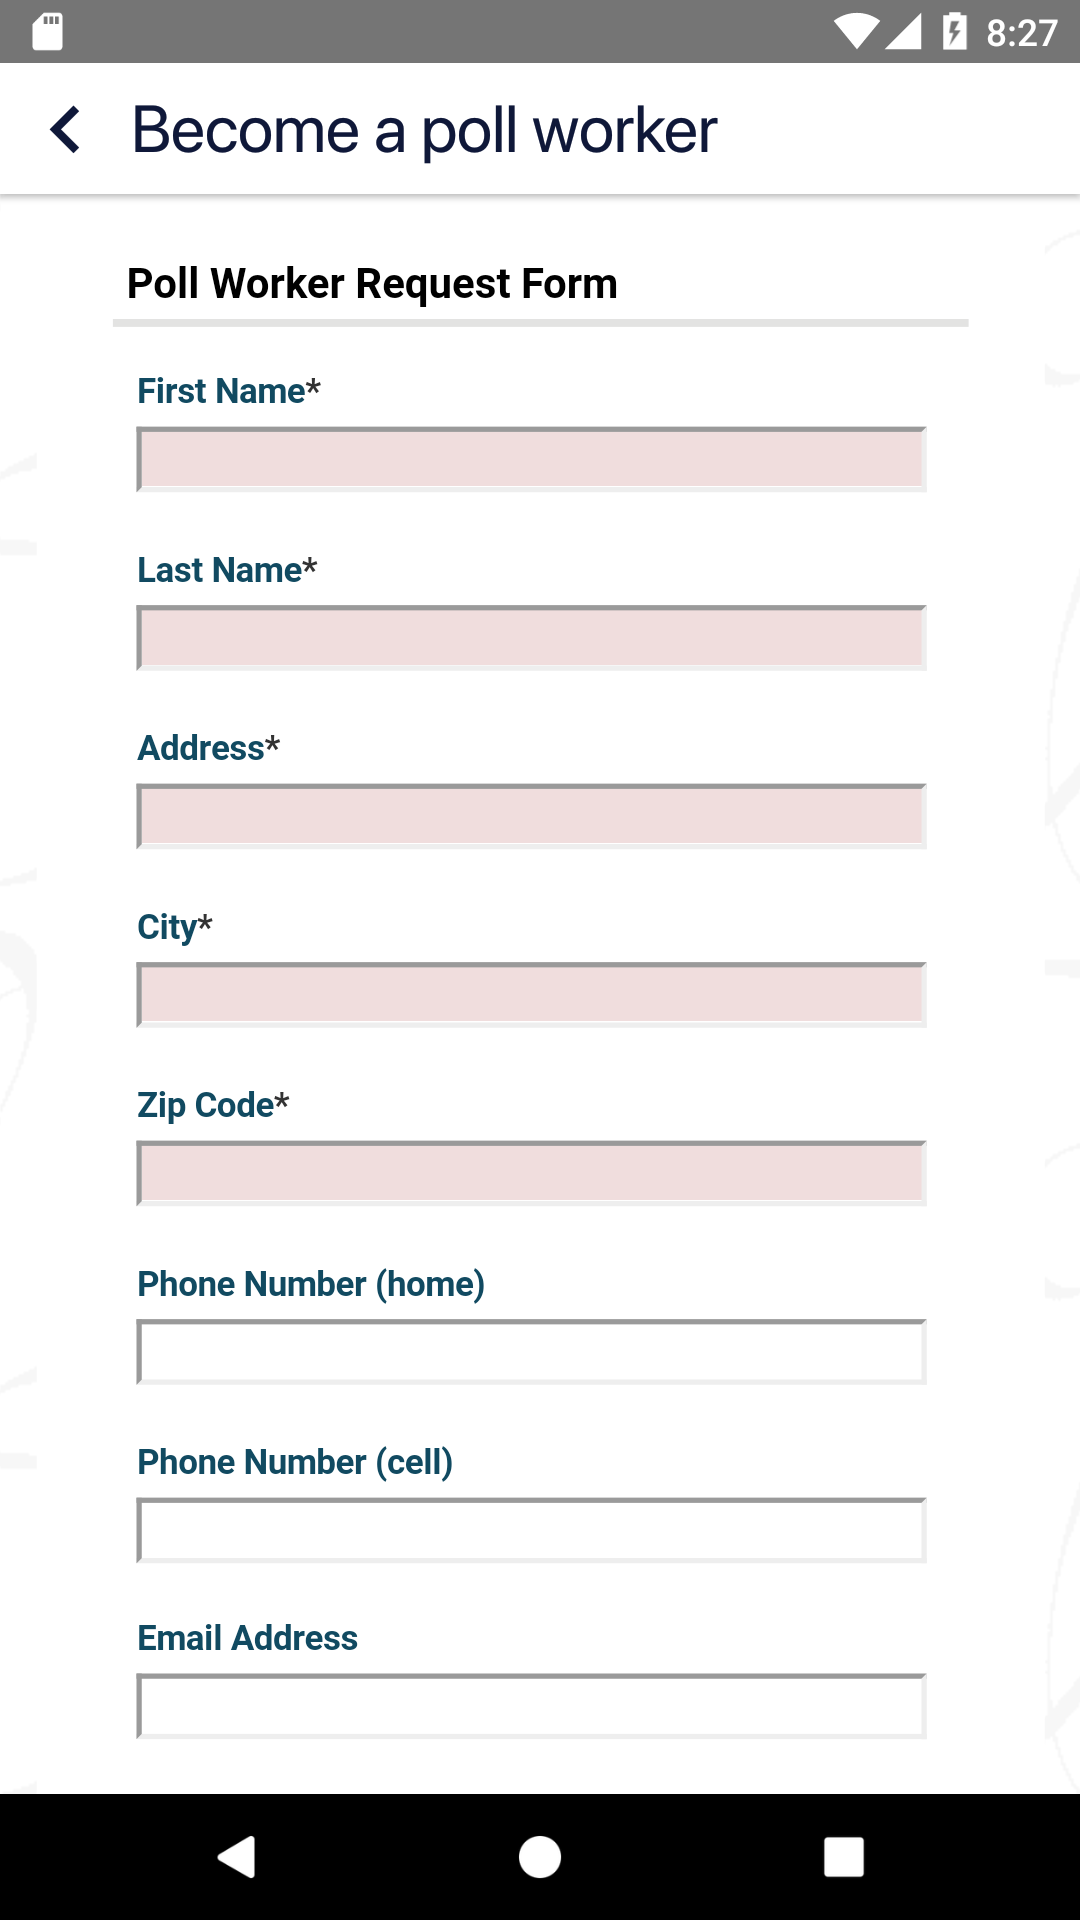 8:27
Become a poll worker
Poll Worker Request Form
First Name*
Last Name*
Address*
City*
Zip Code*
Phone Number (home)
Phone Number (cell)
Email Address